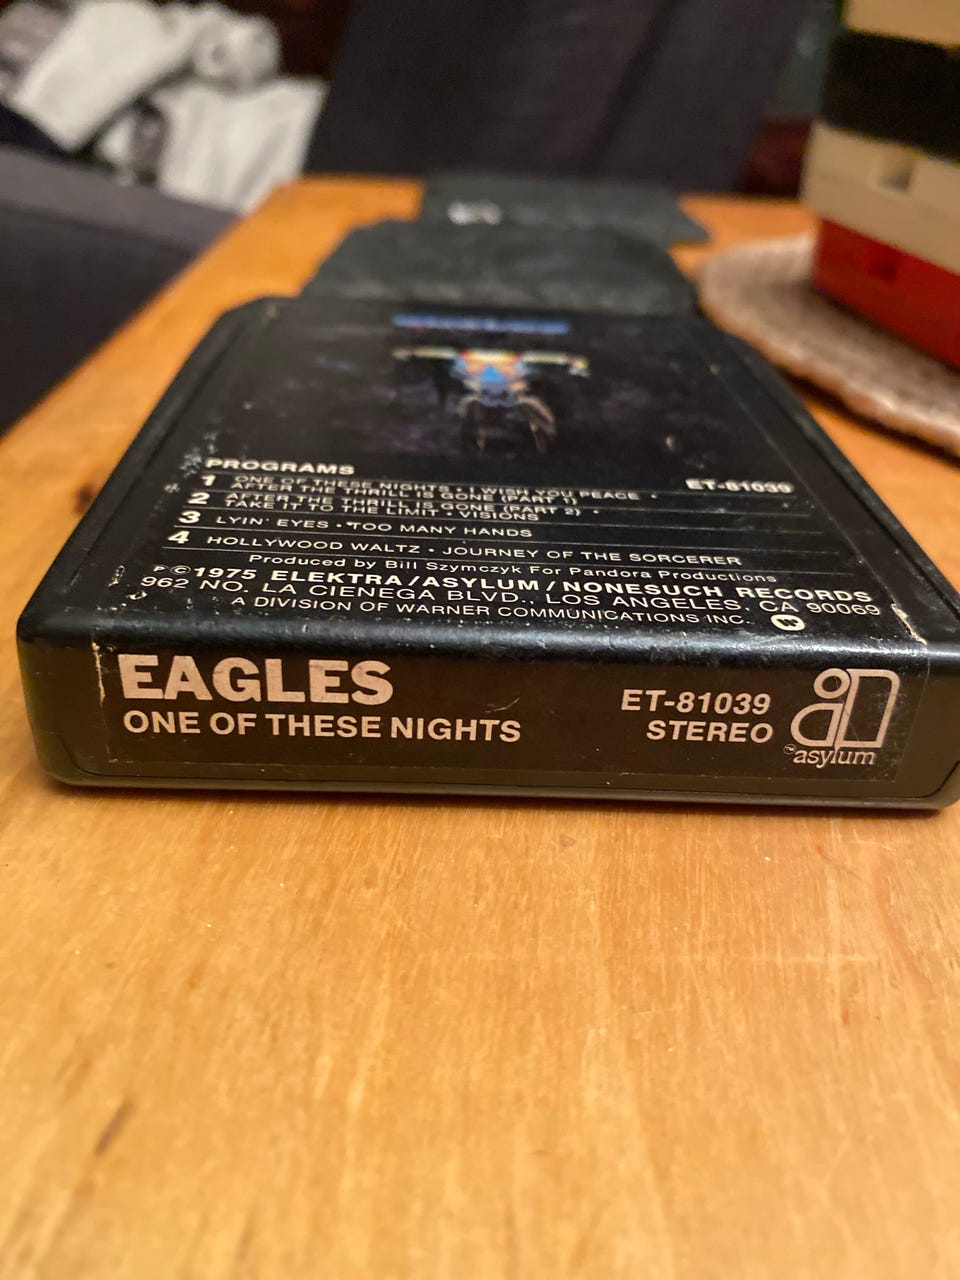 PROGRAMS
ET-81039
1 ONE OF THESE NIGHTS • I WISH YOU PEACE •
AFTER THE THRILL IS GONE (PART 1)
2 AFTER THE THRILL IS GONE (PART 2) •
TAKE IT TO THE LIMIT • VISIONS
3 LYIN' EYES • TOO MANY HANDS
4 HOLLYWOOD WALTZ • JOURNEY OF THE SORCERER
Produced by Bill Szymczyk For Pandora Productions
℗ © 1975 ELEKTRA/ASYLUM/NONESUCH RECORDS
962 NO. LA CIENEGA BLVD., LOS ANGELES, CA 90069
A DIVISION OF WARNER COMMUNICATIONS INC.
EAGLES
ONE OF THESE NIGHTS
ET-81039
STEREO
™asylum